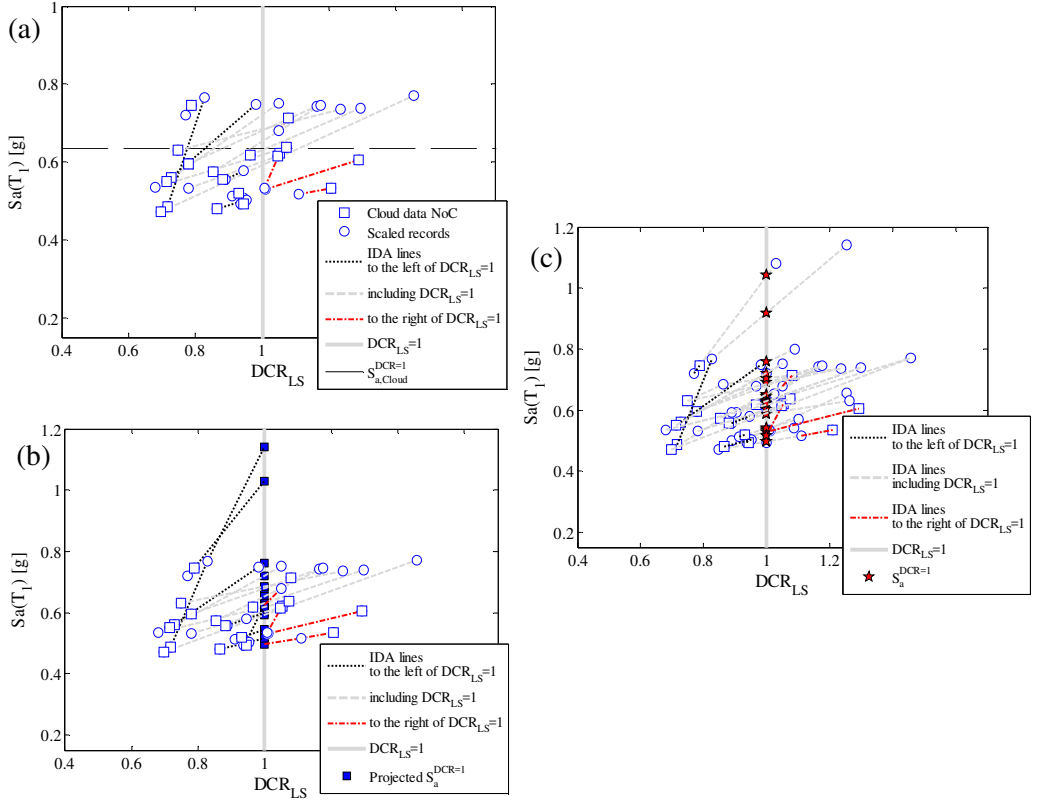 (a)
1
0.8
0.6
0.4
0.2
Sa(T1) [g]
0.4
0.6
0.8
1
DCRLS
Cloud data NoC
Scaled records
IDA lines
to the left of DCRLS=1
including DCRLS=1
to the right of DCRLS=1
DCRLS=1
Sa,CloudDCR=1
(b)
1.2
1
0.8
0.6
0.4
0.2
Sa(T1) [g]
0.4
0.6
0.8
1
DCRLS
IDA lines
to the left of DCRLS=1
including DCRLS=1
to the right of DCRLS=1
DCRLS=1
Projected SaDCR=1
(c)
1.2
1
0.8
0.6
0.4
0.2
Sa(T1) [g]
0.4
0.6
0.8
1
1.2
DCRLS
IDA lines
to the left of DCRLS=1
IDA lines
including DCRLS=1
IDA lines
to the right of DCRLS=1
DCRLS=1
SaDCR=1